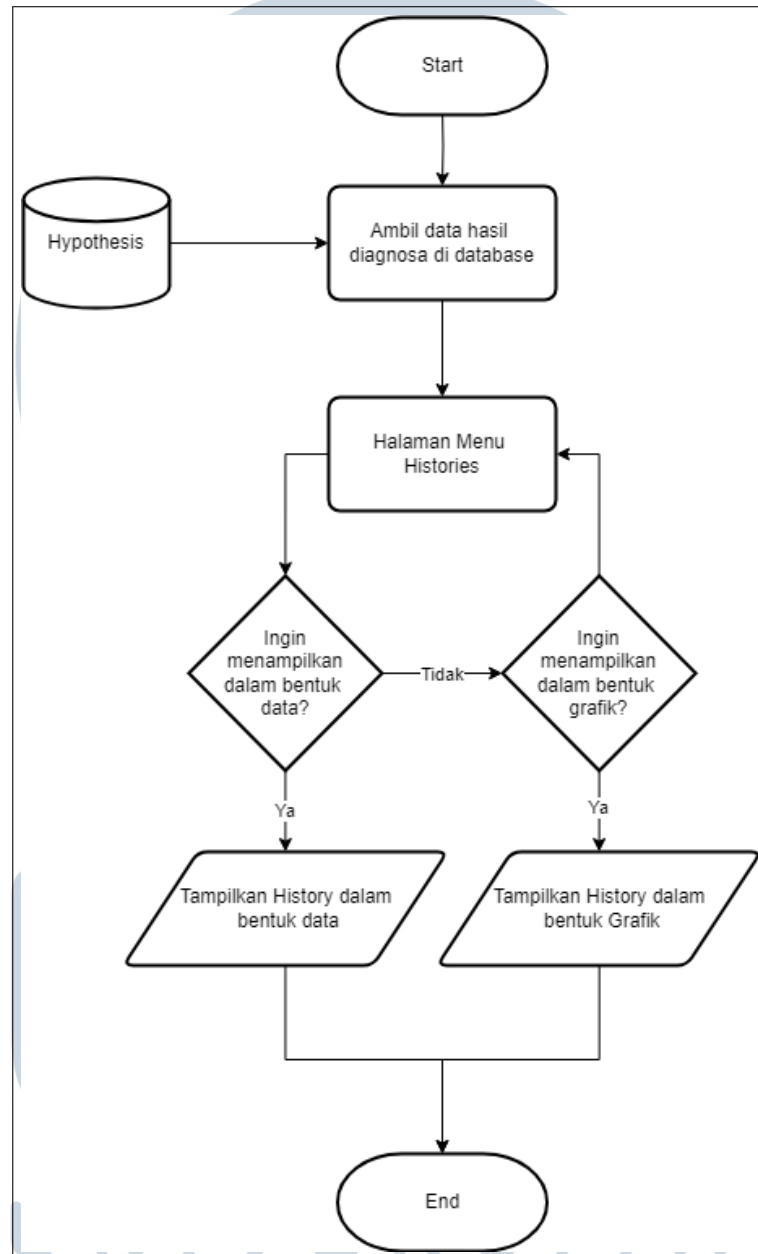 Start
Hypothesis
Ambil data hasil
diagnosa di database
Halaman Menu
Histories
Ingin
menampilkan
dalam bentuk
data?
Tidak
Ingin
menampilkan
dalam bentuk
grafik?
Ya
Ya
Tampilkan History dalam
bentuk data
Tampilkan History dalam
bentuk Grafik
End